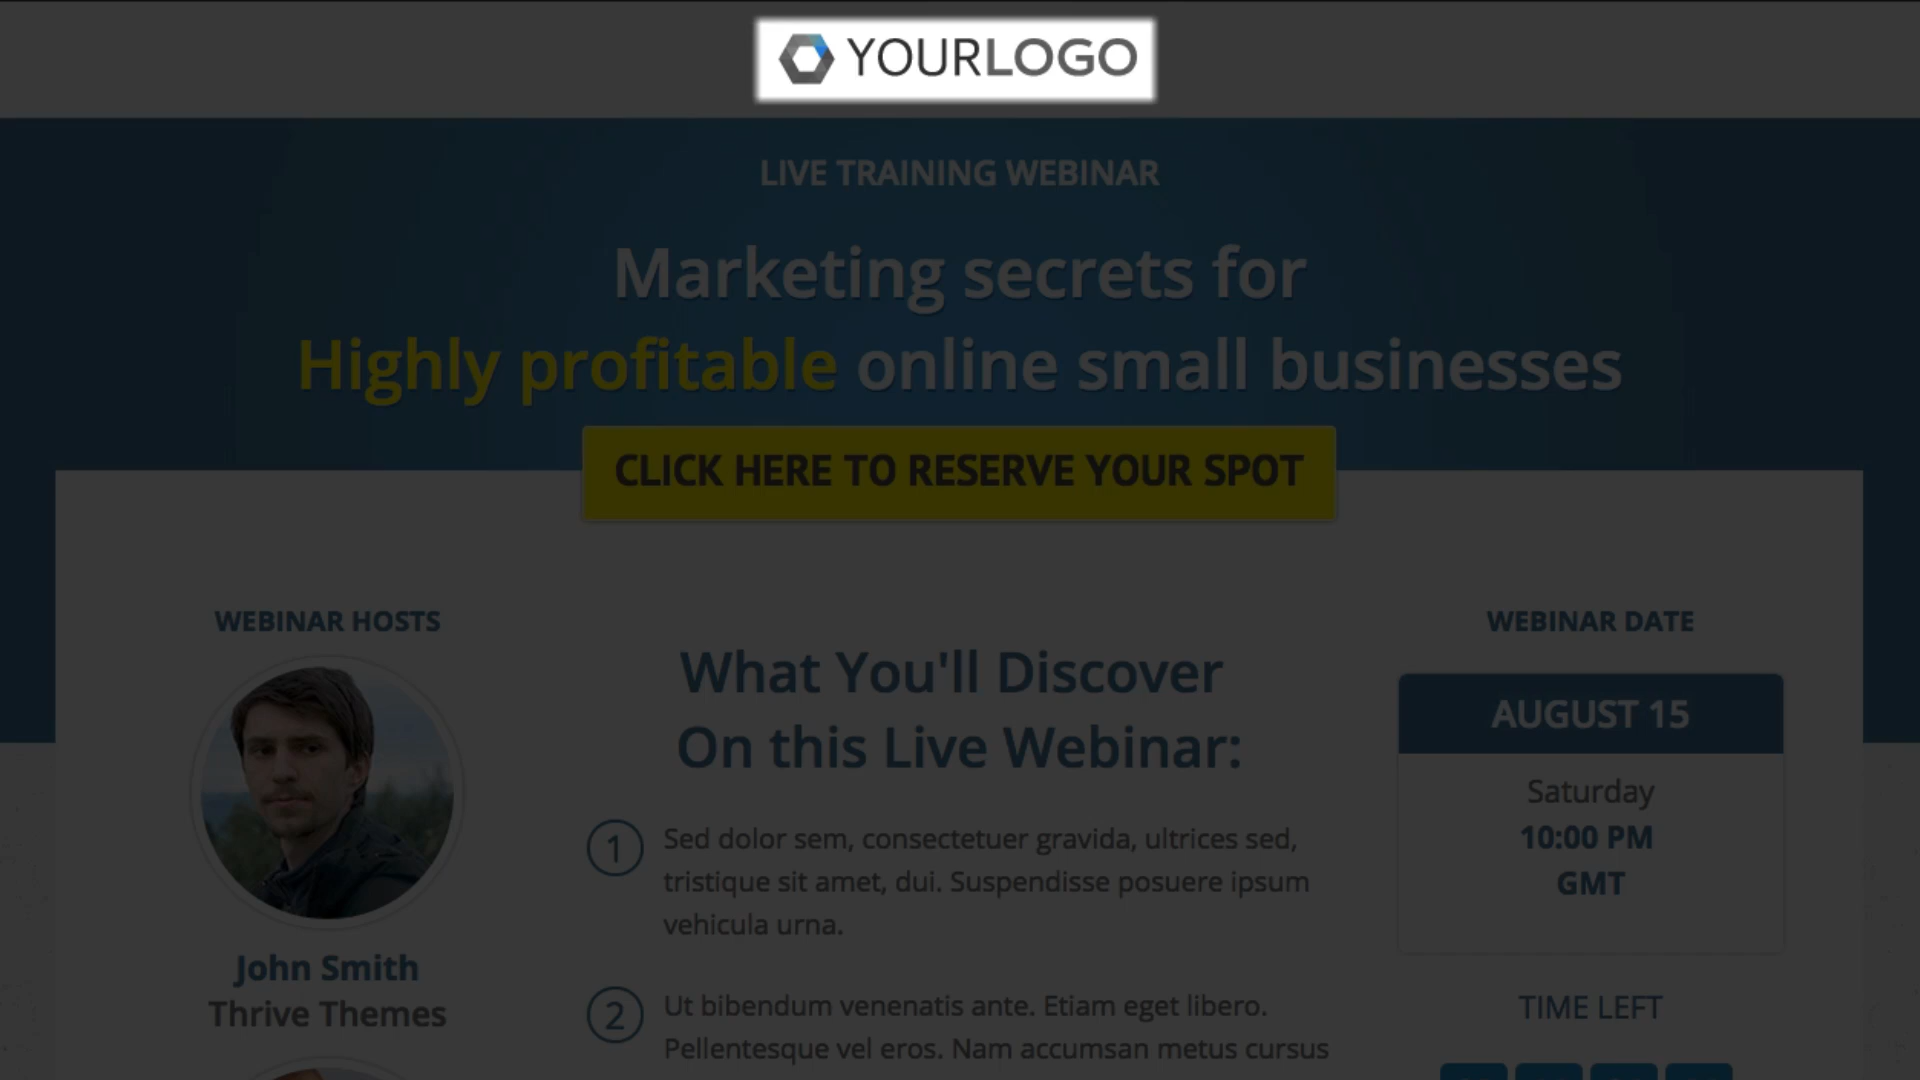 YOURLOGO
LIVE TRAINING WEBINAR
Marketing secrets for
Highly profitable online small businesses
CLICK HERE TO RESERVE YOUR SPOT
WEBINAR HOSTS
John Smith
Thrive Themes
What You'll Discover
On this Live Webinar:
1 Sed dolor sem, consectetuer gravida, ultrices sed,
tristique sit amet, dui. Suspendisse posuere ipsum
vehicula urna.
2 Ut bibendum venenatis ante. Etiam eget libero.
Pellentesque vel eros. Nam accumsan metus cursus
WEBINAR DATE
AUGUST 15
Saturday
10:00 PM
GMT
TIME LEFT